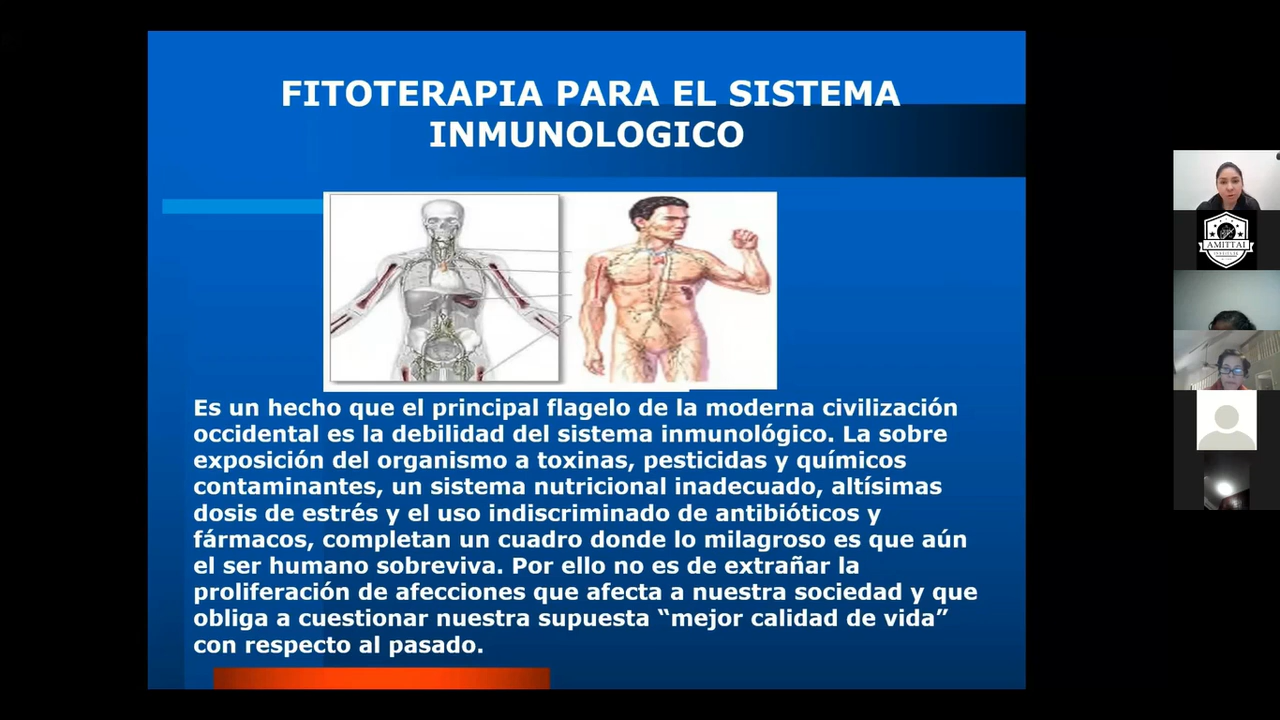 FITOTERAPIA PARA EL SISTEMA
INMUNOLOGICO
Es un hecho que el principal flagelo de la moderna civilización
occidental es la debilidad del sistema inmunológico. La sobre
exposición del organismo a toxinas, pesticidas y químicos
contaminantes, un sistema nutricional inadecuado, altísimas
dosis de estrés y el uso indiscriminado de antibióticos y
fármacos, completan un cuadro donde lo milagroso es que aún
el ser humano sobreviva. Por ello no es de extrañar la
proliferación de afecciones que afecta a nuestra sociedad y que
obliga a cuestionar nuestra supuesta “mejor calidad de vida”
con respecto al pasado.
AMITTAI